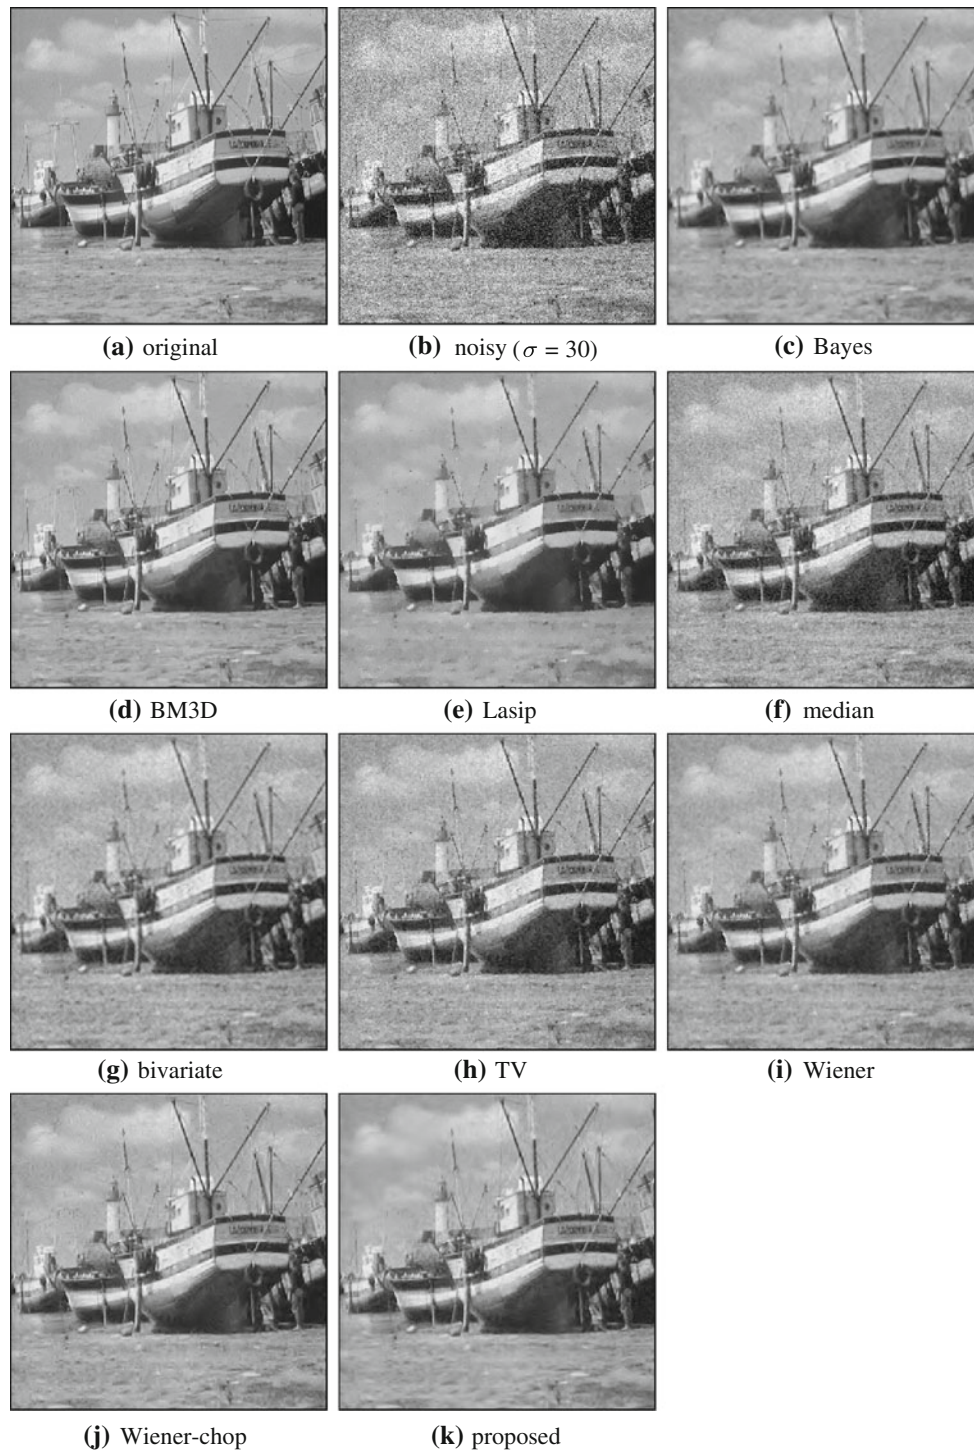 (a) original
(b) noisy (σ = 30)
(c) Bayes
(d) BM3D
(e) Lasip
(f) median
(g) bivariate
(h) TV
(i) Wiener
(j) Wiener-chop
(k) proposed